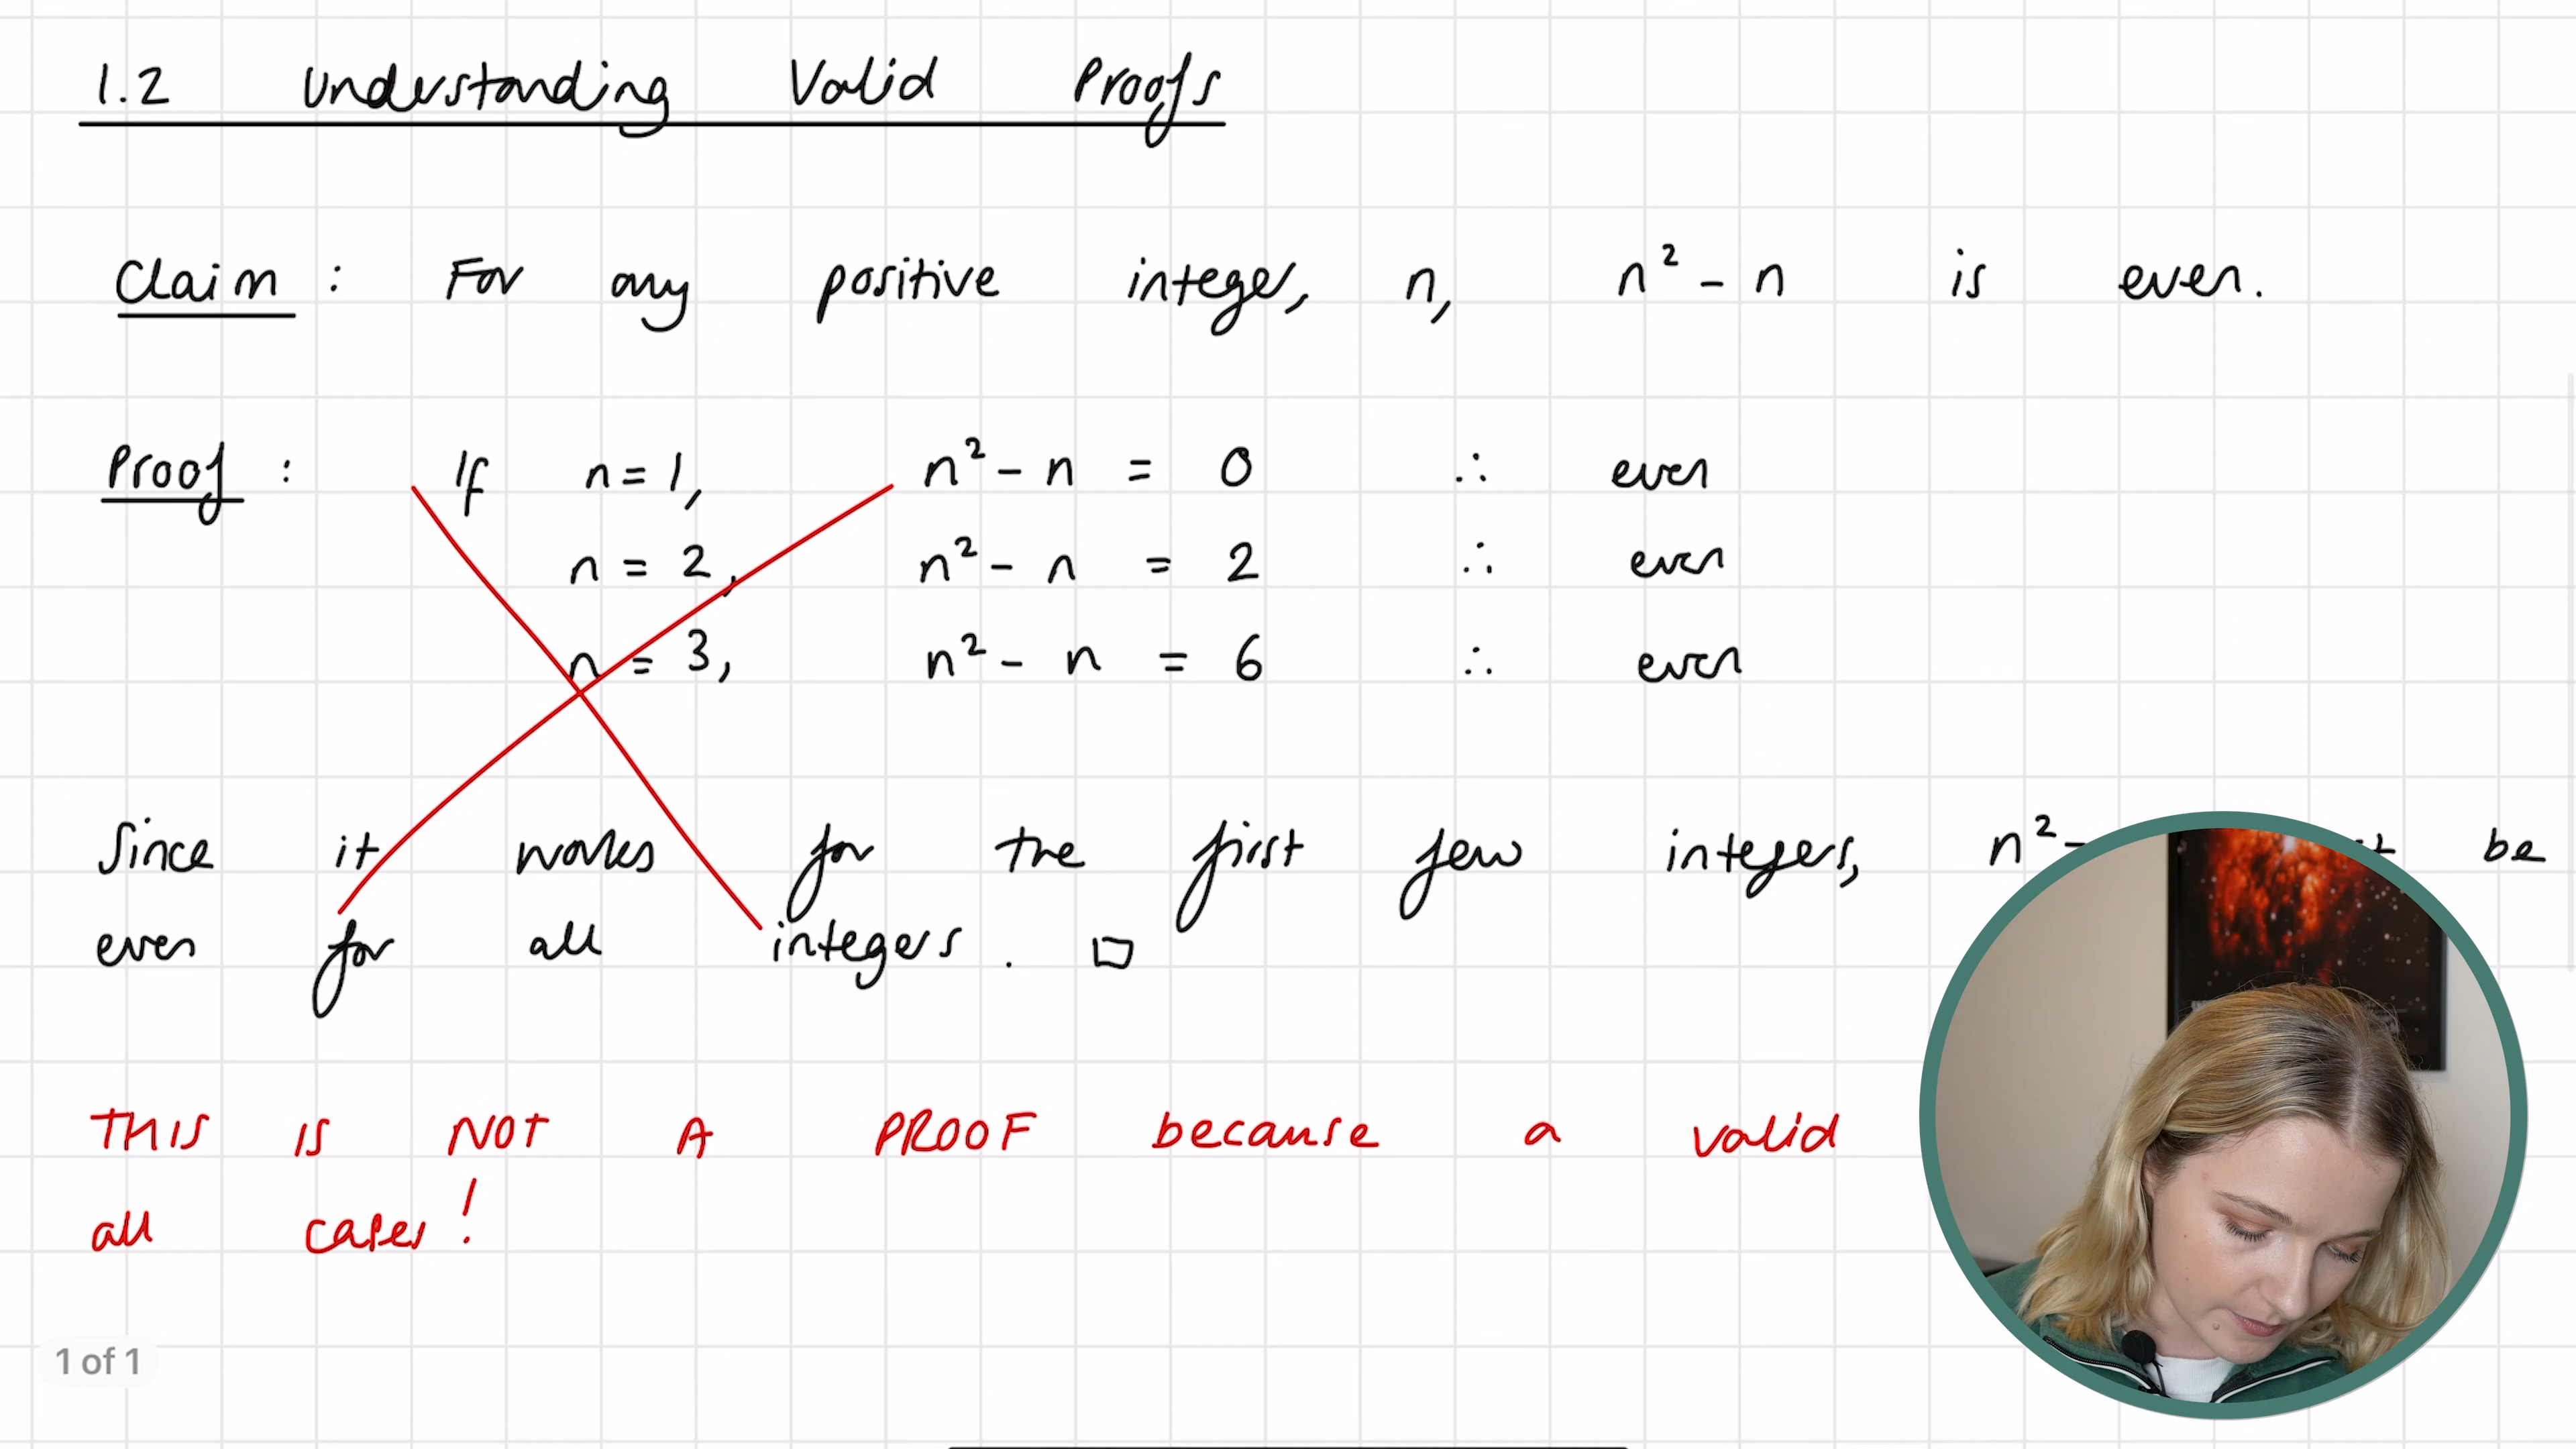 1.2 Understanding Valid Proofs
Claim : For any positive integer, n, n² - n is even.
Proof : If n = 1, n² - n = 0 ∴ even
n = 2, n² - n = 2 ∴ even
n = 3, n² - n = 6 ∴ even
Since it works for the first few integers, n² - be
even for all integers. □
THIS IS NOT A PROOF because a valid
all cases!
1 of 1